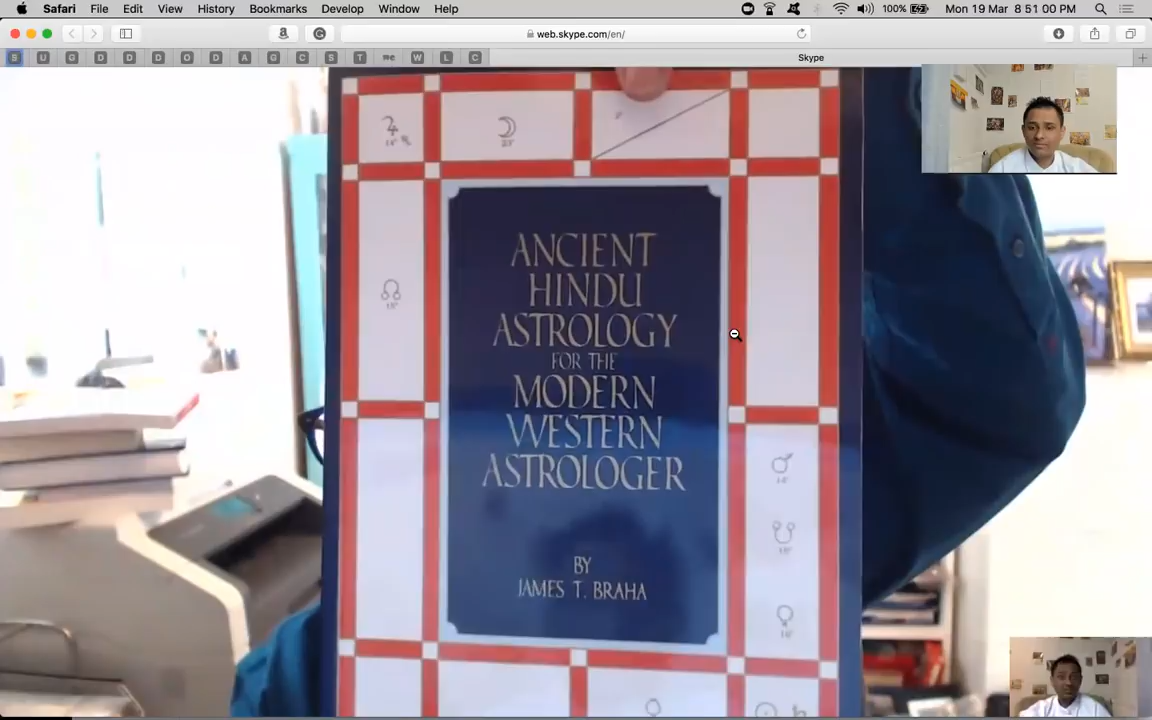 Safari File Edit View History Bookmarks Develop Window Help 100% Mon 19 Mar 8 51 00 PM
web.skype.com/en/
S U G D D D O D A G C S T W L C Skype
ANCIENT
HINDU
ASTROLOGY
FOR THE
MODERN
WESTERN
ASTROLOGER
BY
JAMES T. BRAHA